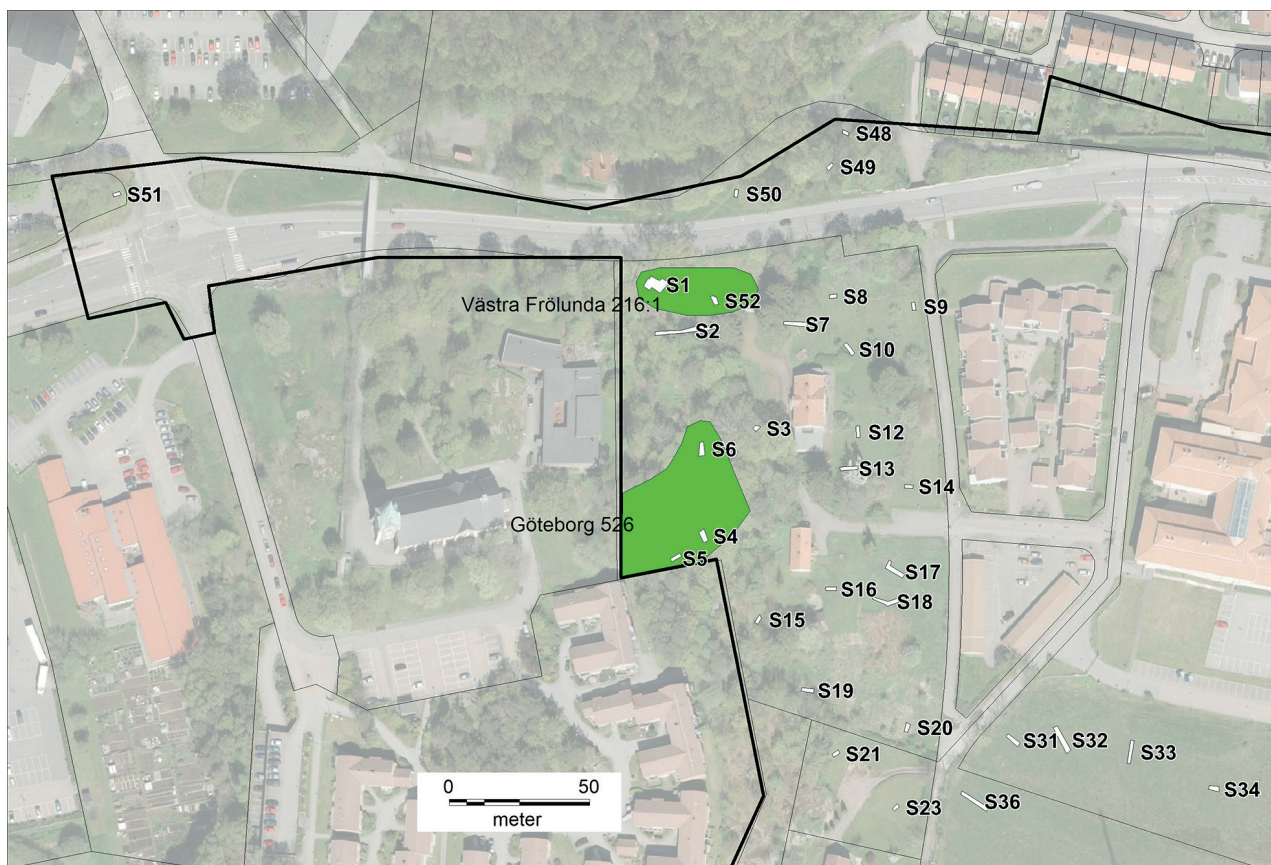 S48
S49
S51
S50
S1
Västra Frölunda 216:1
S52
S8
S9
S2
S7
S10
S3
S12
S6
S13
S14
Göteborg 526
S4
S5
S17
S16
S18
S15
S19
S20
S21
S31
S32
S33
S34
S36
S23
0
50
meter